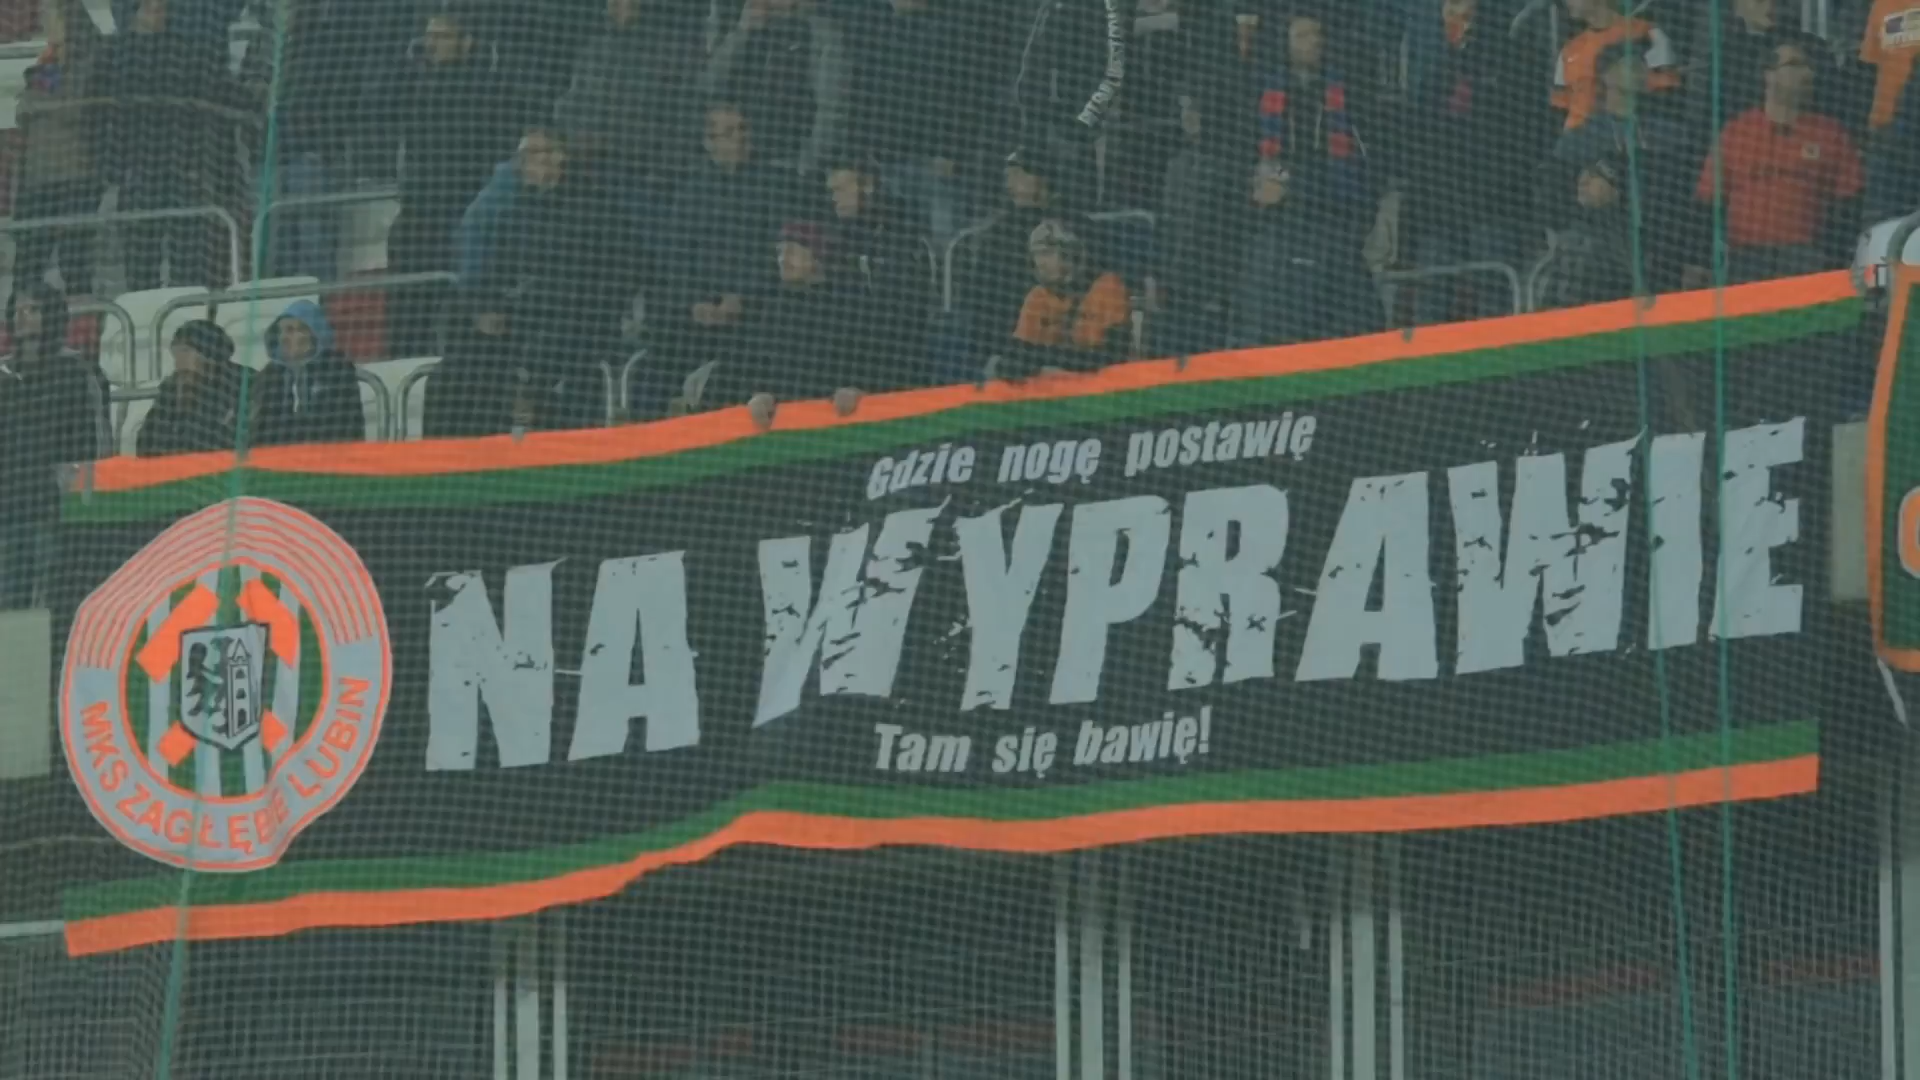 Gdzie nogę postawię
NA WYPRAWIE
Tam się bawię!
MKS ZAGŁĘBIE LUBIN